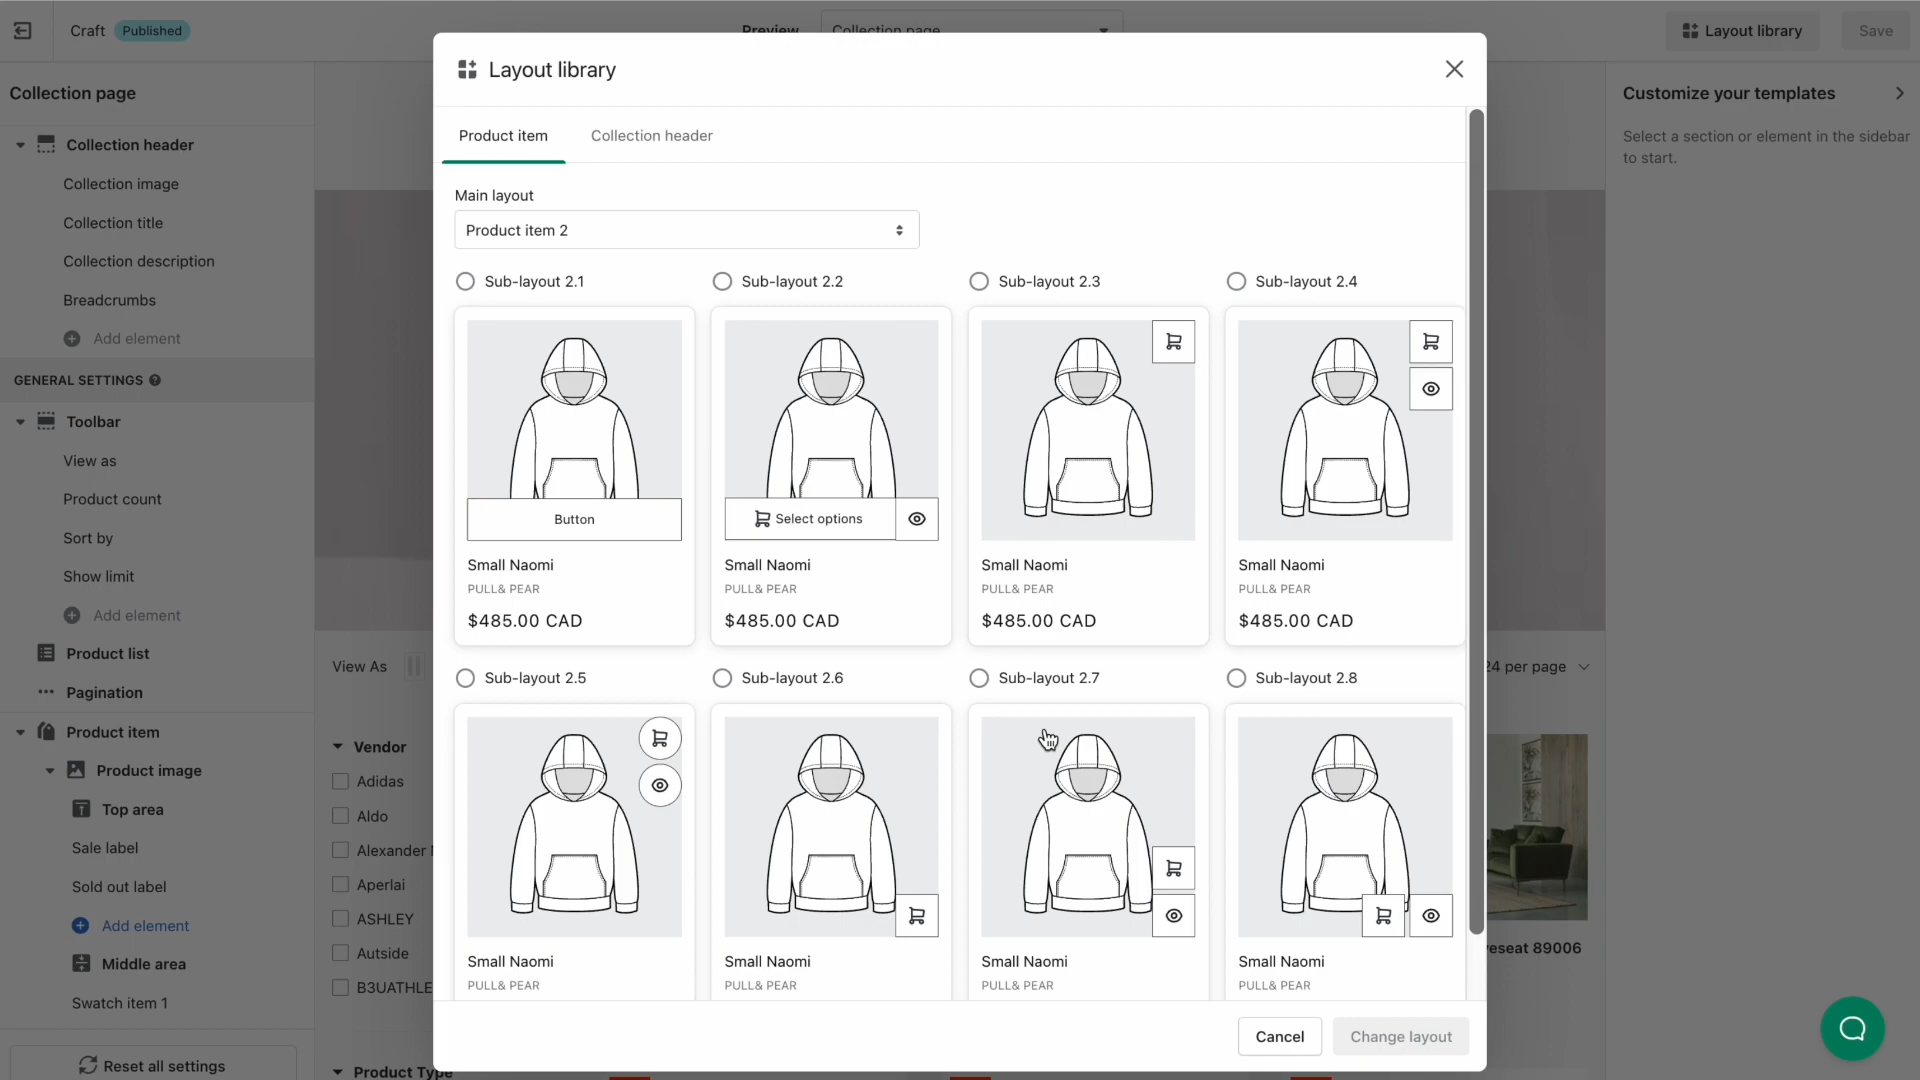 Craft
Published
Preview
Collection page
Layout library
Save
Collection page
Collection header
Collection image
Collection title
Collection description
Breadcrumbs
Add element
GENERAL SETTINGS
Toolbar
View as
Product count
Sort by
Show limit
Add element
Product list
Pagination
Product item
Product image
Top area
Sale label
Sold out label
Add element
Middle area
Swatch item 1
Reset all settings
View As
Vendor
Adidas
Aldo
Alexander
Aperlai
ASHLEY
Autside
B3UATHLE
Product Type
Layout library
Product item
Collection header
Main layout
Product item 2
Sub-layout 2.1
Sub-layout 2.2
Sub-layout 2.3
Sub-layout 2.4
Button
Select options
Small Naomi
Small Naomi
Small Naomi
Small Naomi
PULL& PEAR
PULL& PEAR
PULL& PEAR
PULL& PEAR
$485.00 CAD
$485.00 CAD
$485.00 CAD
$485.00 CAD
Sub-layout 2.5
Sub-layout 2.6
Sub-layout 2.7
Sub-layout 2.8
Small Naomi
Small Naomi
Small Naomi
Small Naomi
PULL& PEAR
PULL& PEAR
PULL& PEAR
PULL& PEAR
Cancel
Change layout
24 per page
eseat 89006
Customize your templates
Select a section or element in the sidebar
to start.